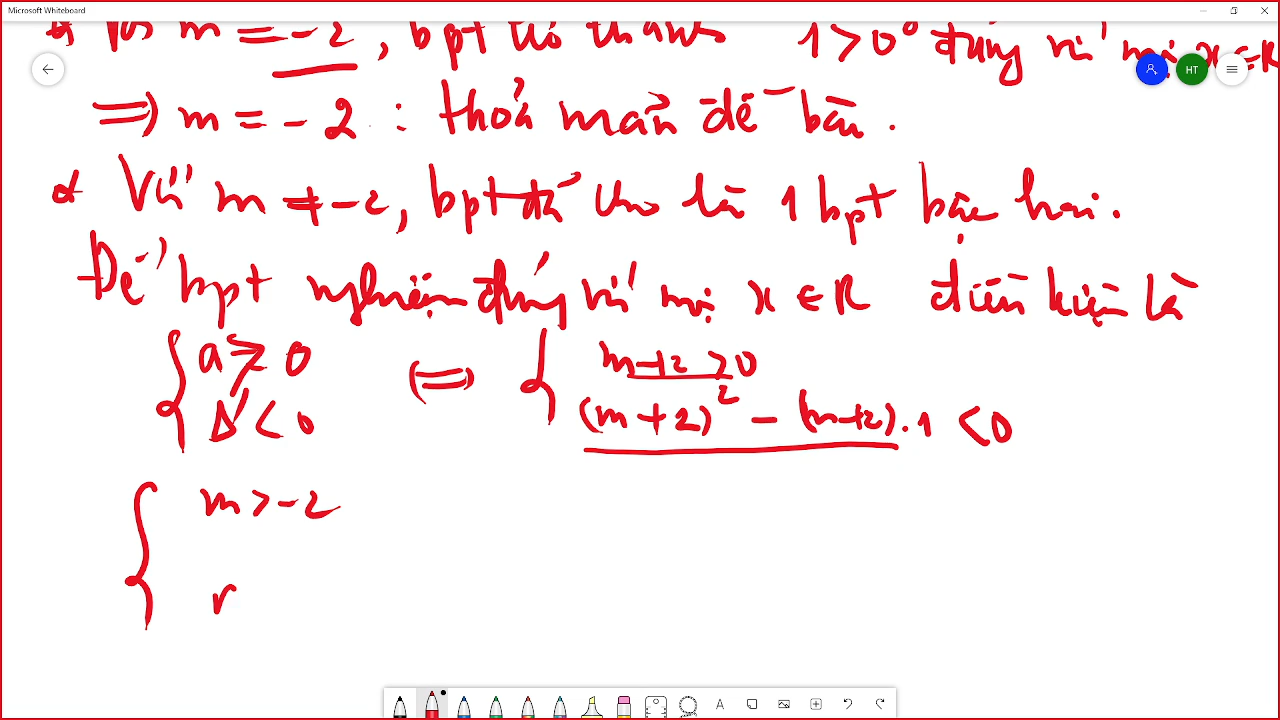 Microsoft Whiteboard
m = -2, bpt trở thành 1 > 0 đúng với mọi x ∈ R
HT
=> m = -2 : thoả mãn đề bài.
Với m ≠ -2, bpt đã cho là 1 bpt bậc hai.
Để bpt nghiệm đúng với mọi x ∈ R điều kiện là
{ a > 0 <=> { m+2 > 0
Δ' < 0 (m+2)² - (m+2).1 < 0
{ m > -2
r
A